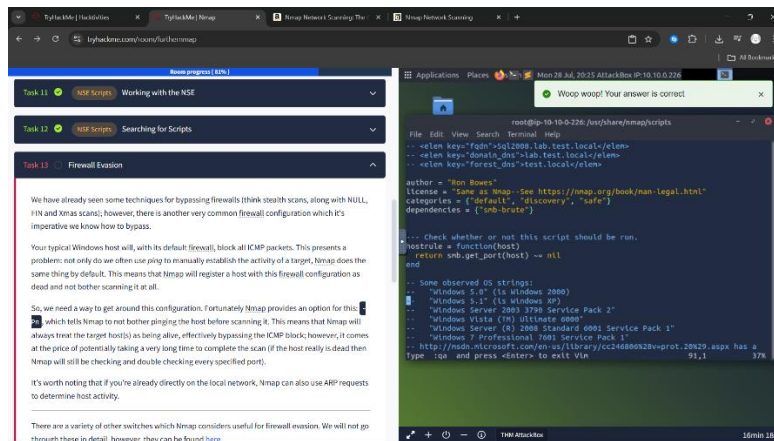 TryHackMe | Hacktivities
TryHackMe | Nmap
Nmap Network Scanning: The
Nmap Network Scanning
tryhackme.com/room/furthernmap
All Bookmarks
Room progress ( 81% )
Task 11 NSE Scripts Working with the NSE
Task 12 NSE Scripts Searching for Scripts
Task 13 Firewall Evasion
We have already seen some techniques for bypassing firewalls (think stealth scans, along with NULL,
FIN and Xmas scans); however, there is another very common firewall configuration which it's
imperative we know how to bypass.
Your typical Windows host will, with its default firewall, block all ICMP packets. This presents a
problem: not only do we often use ping to manually establish the activity of a target, Nmap does the
same thing by default. This means that Nmap will register a host with this firewall configuration as
dead and not bother scanning it at all.
So, we need a way to get around this configuration. Fortunately Nmap provides an option for this: -
Pn, which tells Nmap to not bother pinging the host before scanning it. This means that Nmap will
always treat the target host(s) as being alive, effectively bypassing the ICMP block; however, it comes
at the price of potentially taking a very long time to complete the scan (if the host really is dead then
Nmap will still be checking and double checking every specified port).
It's worth noting that if you're already directly on the local network, Nmap can also use ARP requests
to determine host activity.
There are a variety of other switches which Nmap considers useful for firewall evasion. We will not go
through these in detail, however, they can be found here.
Applications Places Mon 28 Jul, 20:25 AttackBox IP:10.10.0.226
Woop woop! Your answer is correct
root@ip-10-10-0-226: /usr/share/nmap/scripts
File Edit View Search Terminal Help
-- <elem key="fqdn">Sql2008.lab.test.local</elem>
-- <elem key="domain_dns">lab.test.local</elem>
-- <elem key="forest_dns">test.local</elem>
author = "Ron Bowes"
license = "Same as Nmap--See https://nmap.org/book/man-legal.html"
categories = {"default", "discovery", "safe"}
dependencies = {"smb-brute"}
--- Check whether or not this script should be run.
hostrule = function(host)
return smb.get_port(host) ~= nil
end
-- Some observed OS strings:
-- "Windows 5.0" (is Windows 2000)
-- "Windows 5.1" (is Windows XP)
-- "Windows Server 2003 3790 Service Pack 2"
-- "Windows Vista (TM) Ultimate 6000"
-- "Windows Server (R) 2008 Standard 6001 Service Pack 1"
-- "Windows 7 Professional 7601 Service Pack 1"
-- http://msdn.microsoft.com/en-us/library/cc246806%28v=prot.20%29.aspx has a
Type :qa and press <Enter> to exit Vim 91,1 37%
THM AttackBox
16min 18